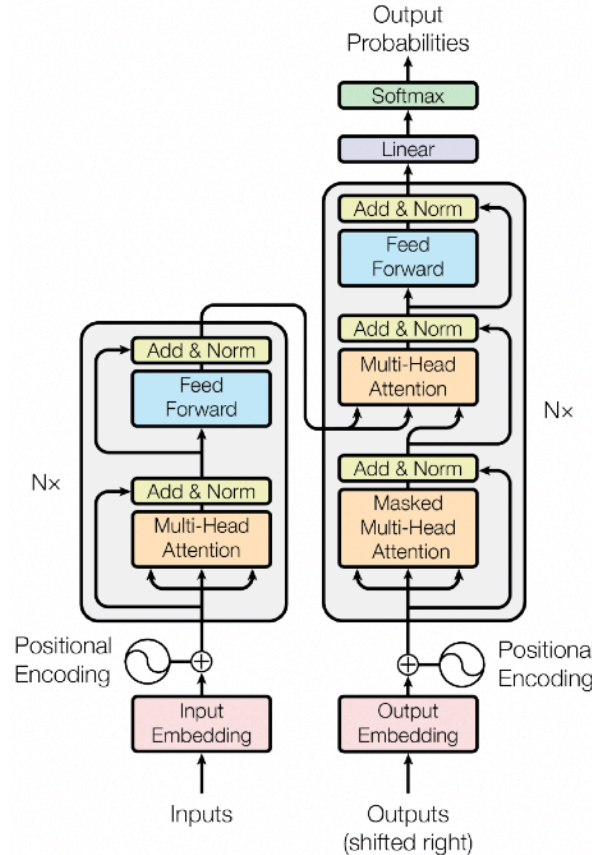 Output
Probabilities
Softmax
Linear
Add & Norm
Feed
Forward
Add & Norm
Multi-Head
Attention
Add & Norm
Masked
Multi-Head
Attention
Nx
Add & Norm
Feed
Forward
Add & Norm
Multi-Head
Attention
Nx
Positional
Encoding
Positional
Encoding
Input
Embedding
Output
Embedding
Inputs
Outputs
(shifted right)